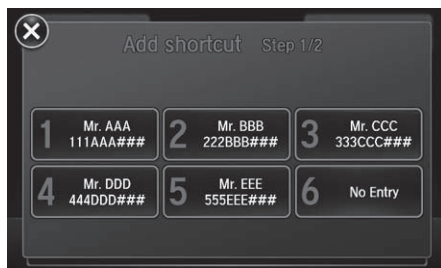 Add shortcut Step 1/2
1 Mr. AAA
111AAA###
2 Mr. BBB
222BBB###
3 Mr. CCC
333CCC###
4 Mr. DDD
444DDD###
5 Mr. EEE
555EEE###
6 No Entry